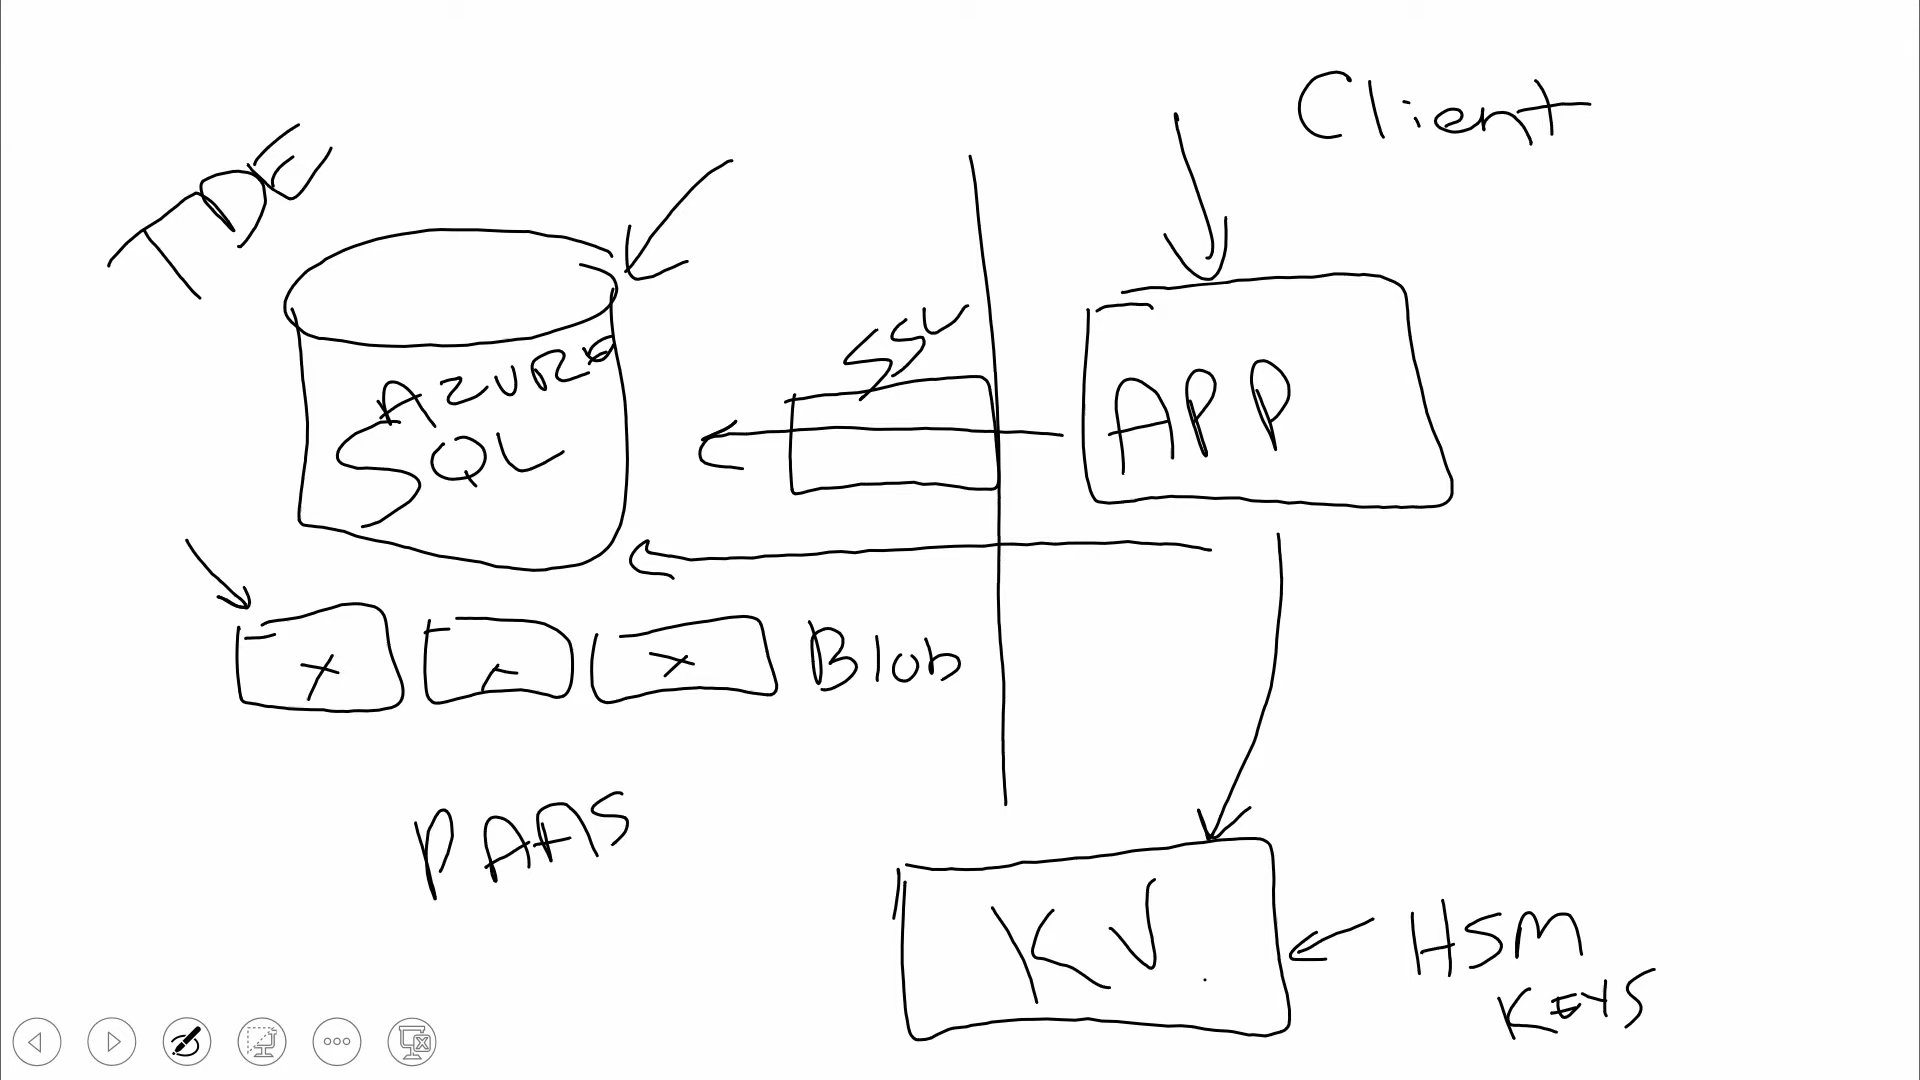 Client
TDE
SSL
AZURE
SQL
APP
Blob
PAAS
KV
HSM
KEYS